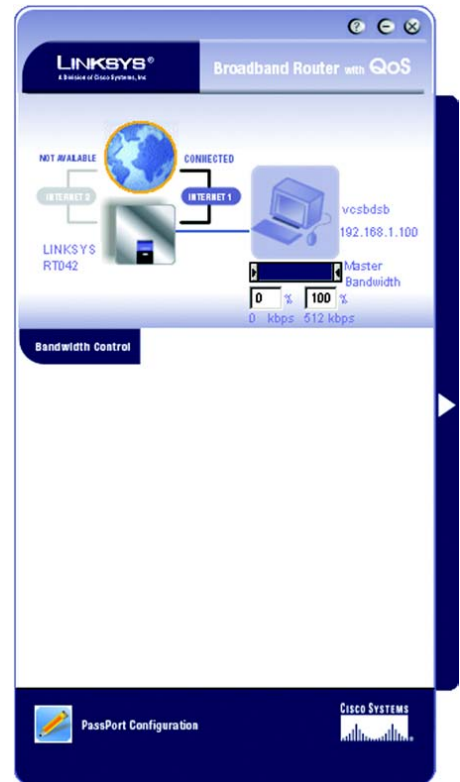 LINKSYS®
A Division of Cisco Systems, Inc
Broadband Router with QoS
NOT AVAILABLE
CONNECTED
INTERNET 2
INTERNET 1
LINKSYS
RT042
vcsbdsb
192.168.1.100
Master
Bandwidth
0 % 100 %
0 kbps 512 kbps
Bandwidth Control
PassPort Configuration
CISCO SYSTEMS